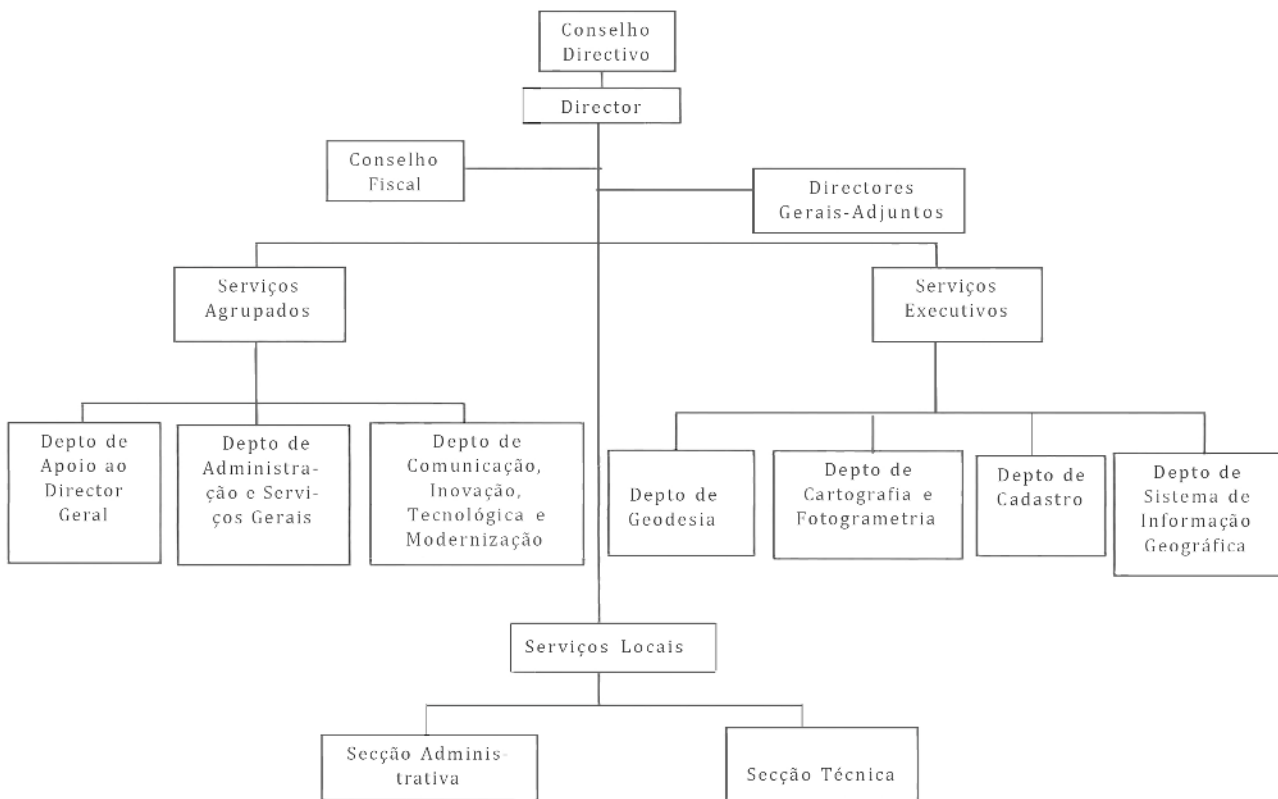 Conselho
Directivo
Director
Conselho
Fiscal
Directores
Gerais-Adjuntos
Serviços
Agrupados
Serviços
Executivos
Depto de
Apoio ao
Director
Geral
Depto de
Administra-
ção e Servi-
ços Gerais
Depto de
Comunicação,
Inovação,
Tecnológica e
Modernização
Depto de
Geodesia
Depto de
Cartografia e
Fotogrametria
Depto de
Cadastro
Depto de
Sistema de
Informação
Geográfica
Serviços Locais
Secção Adminis-
trativa
Secção Técnica